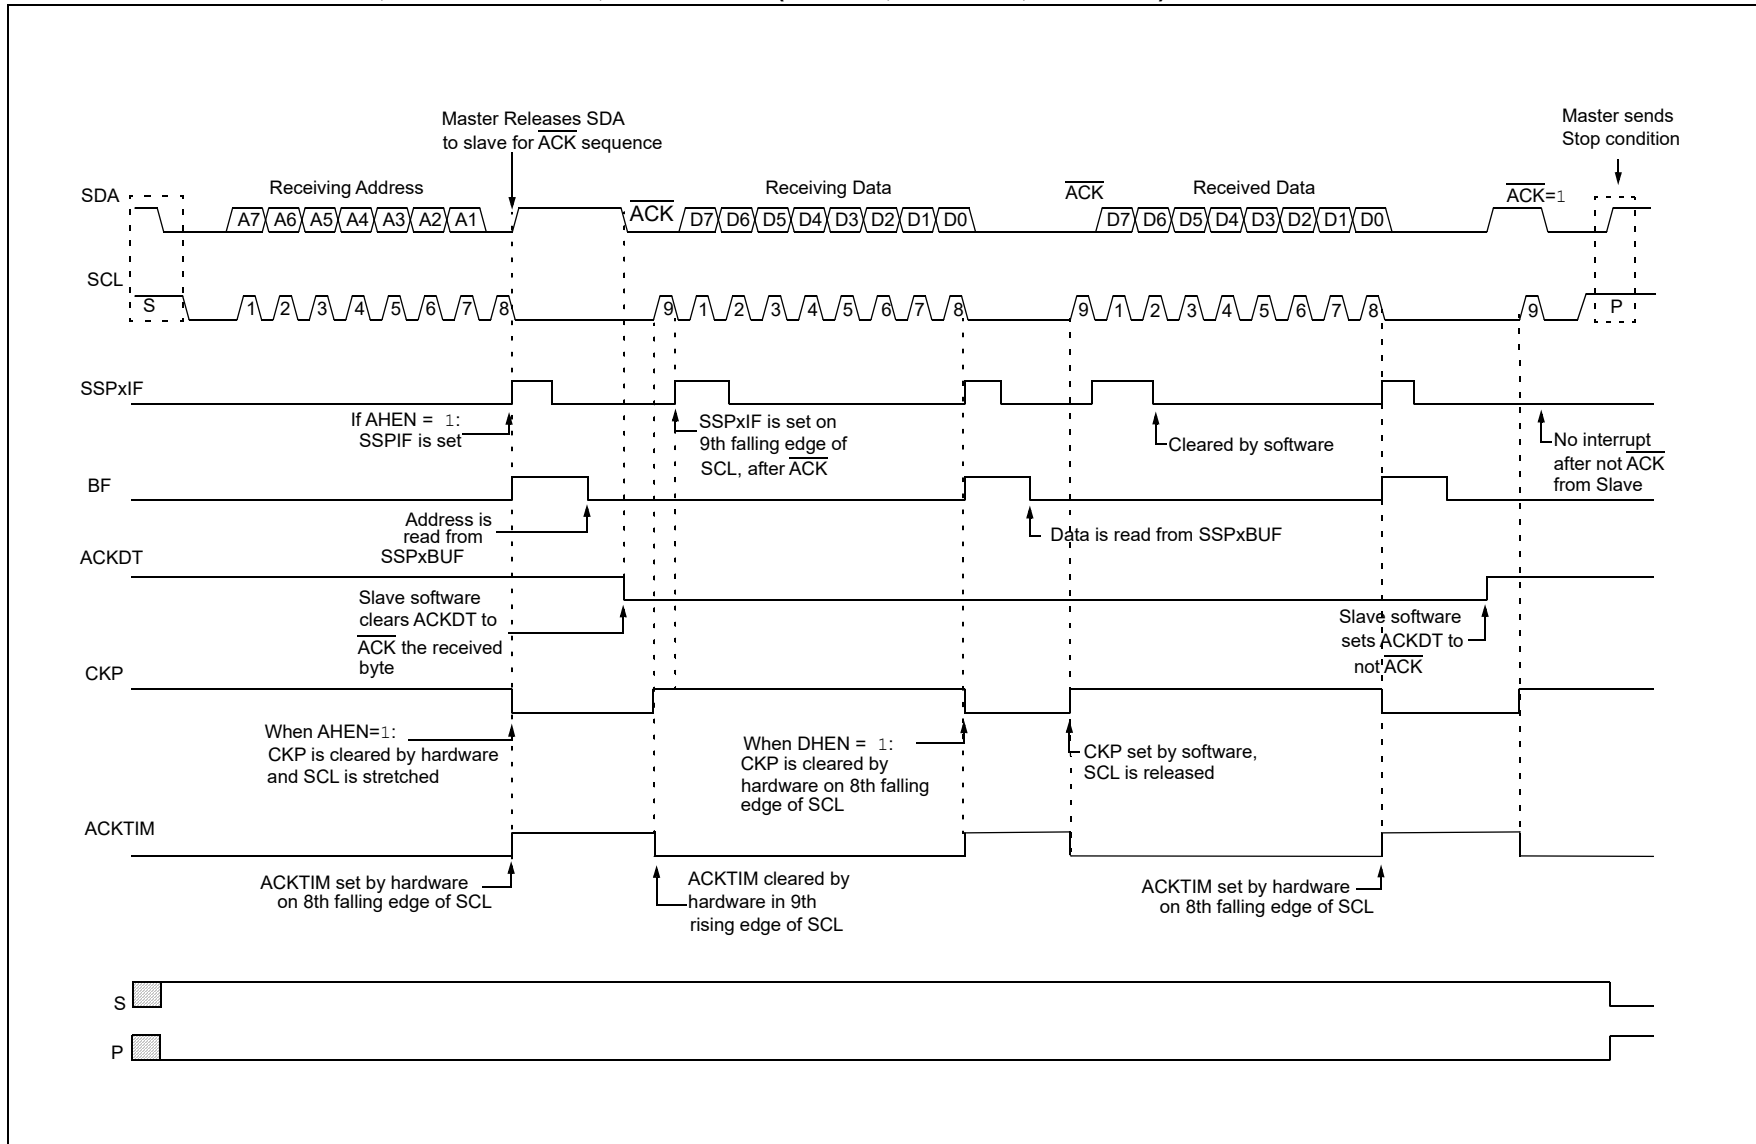 Master Releases SDA
to slave for ACK sequence
Master sends
Stop condition
SDA
Receiving Address
Receiving Data
ACK
Received Data
ACK=1
A7 A6 A5 A4 A3 A2 A1
ACK
D7 D6 D5 D4 D3 D2 D1 D0
D7 D6 D5 D4 D3 D2 D1 D0
SCL
S
1 2 3 4 5 6 7 8
9 1 2 3 4 5 6 7 8
9 1 2 3 4 5 6 7 8
9
P
SSPxIF
If AHEN = 1:
SSPIF is set
SSPxIF is set on
9th falling edge of
SCL, after ACK
Cleared by software
No interrupt
after not ACK
from Slave
BF
Address is
read from
SSPxBUF
Data is read from SSPxBUF
ACKDT
Slave software
clears ACKDT to
ACK the received
byte
Slave software
sets ACKDT to
not ACK
CKP
When AHEN=1:
CKP is cleared by hardware
and SCL is stretched
When DHEN = 1:
CKP is cleared by
hardware on 8th falling
edge of SCL
CKP set by software,
SCL is released
ACKTIM
ACKTIM set by hardware
on 8th falling edge of SCL
ACKTIM cleared by
hardware in 9th
rising edge of SCL
ACKTIM set by hardware
on 8th falling edge of SCL
S
P